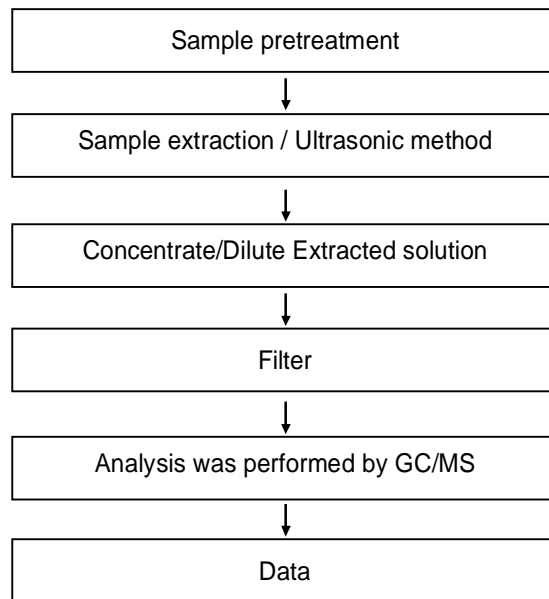 Sample pretreatment
Sample extraction / Ultrasonic method
Concentrate/Dilute Extracted solution
Filter
Analysis was performed by GC/MS
Data